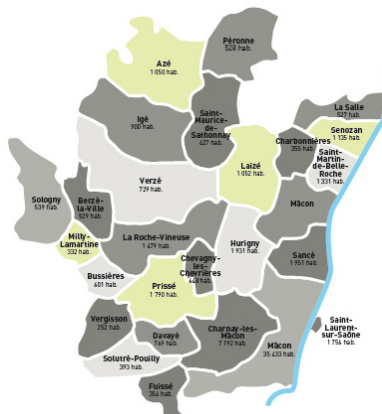 Péronne
528 hab.
Azé
1 050 hab.
La Salle
527 hab.
Igé
900 hab.
Saint-
Maurice-
de-
Sathonnay
427 hab.
Senozan
1 135 hab.
Charbonnières
355 hab.
Saint-
Martin-
de-Belle-
Roche
1 331 hab.
Laizé
1 052 hab.
Verzé
729 hab.
Sologny
539 hab.
Berzé-
la-Ville
529 hab.
Mâcon
Milly-
Lamartine
332 hab.
La Roche-Vineuse
1 479 hab.
Hurigny
1 931 hab.
Chevagny-
les-
Chevrières
648 hab.
Sancé
1 951 hab.
Bussières
601 hab.
Prissé
1 790 hab.
Vergisson
252 hab.
Davayé
769 hab.
Charnay-les-
Mâcon
7 192 hab.
Mâcon
35 433 hab.
Saint-
Laurent-
sur-Saône
1 756 hab.
Solutré-Pouilly
393 hab.
Fuissé
354 hab.